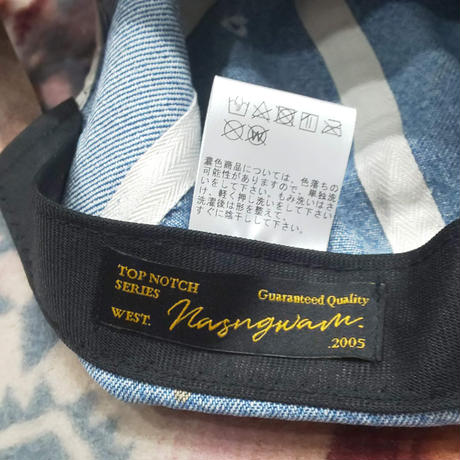 濃色商品については、色落ちの
可能性がありますので、単独洗
いをして下さい。もみ洗いはさ
け、軽く押し洗いをして下さい。
洗濯後は形を整えて、
すぐに陰干しして下さい。
TOP NOTCH
SERIES
Guaranteed Quality
WEST.
Nasngwam.
.2005